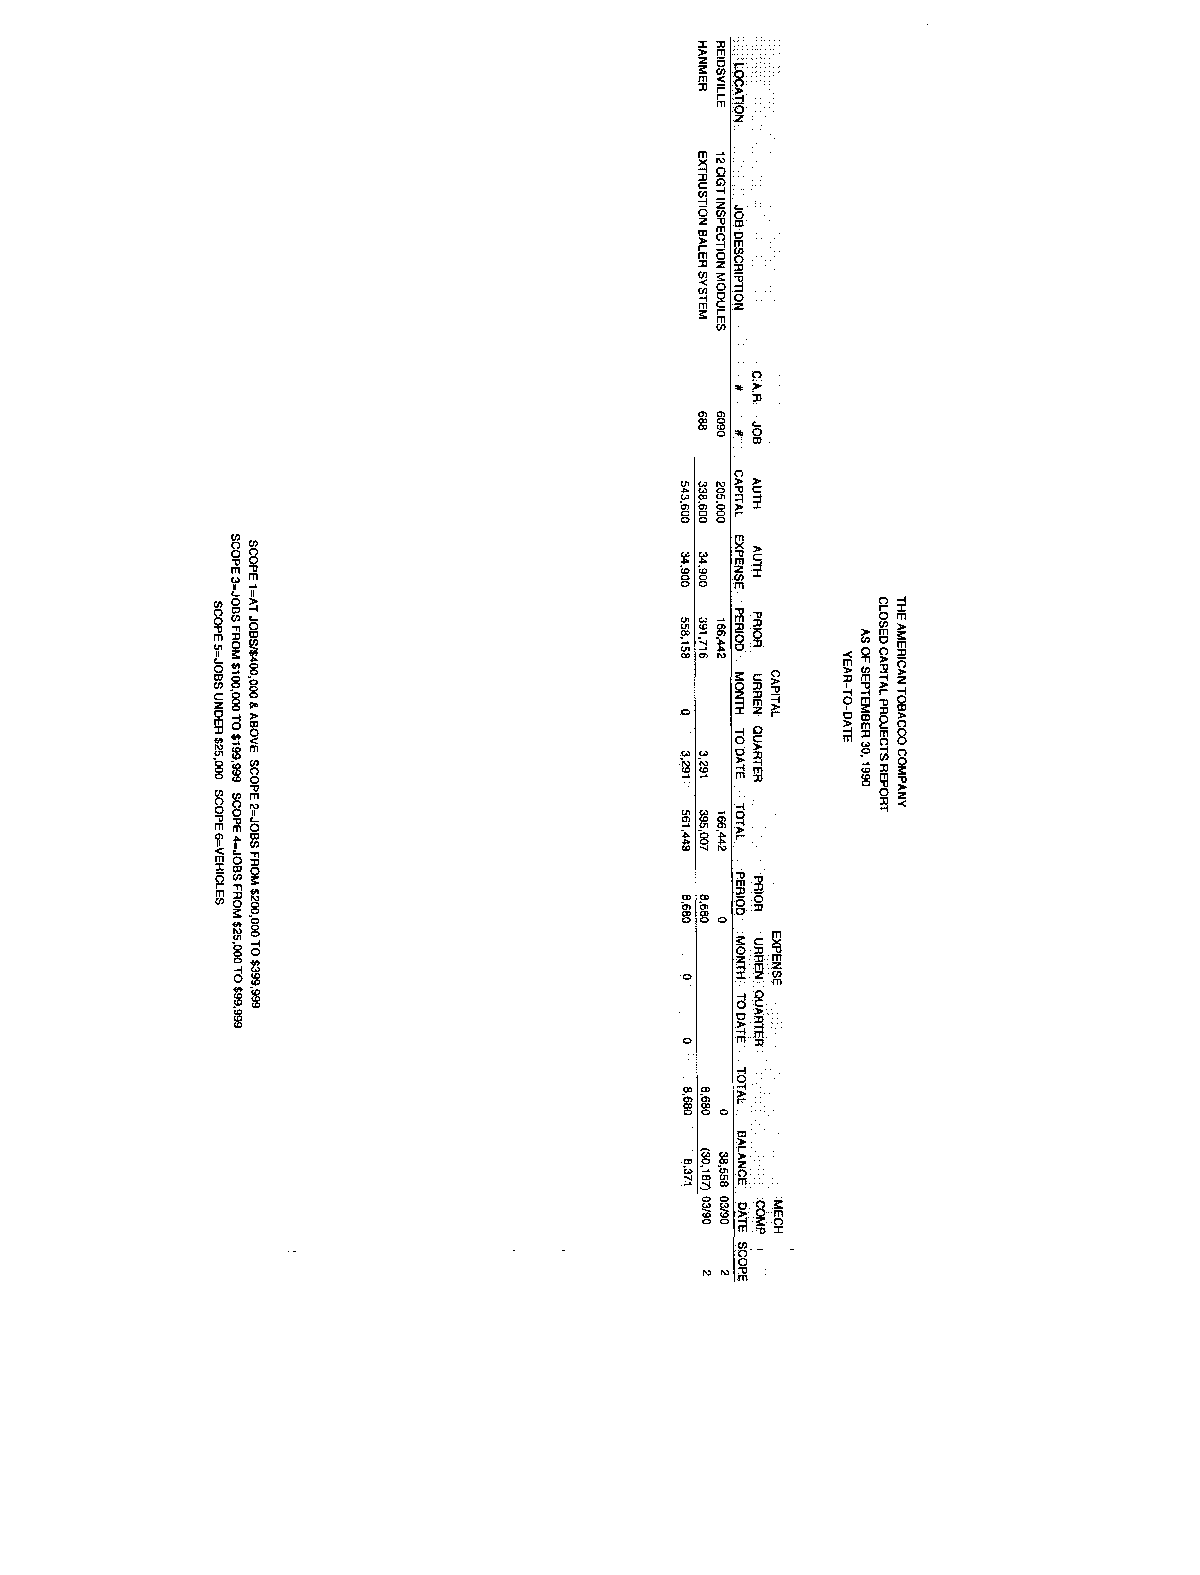 THE AMERICAN TOBACCO COMPANY
CLOSED CAPITAL PROJECTS REPORT
AS OF SEPTEMBER 30, 1990
YEAR-TO-DATE
CAPITAL EXPENSE MECH
C.A.R. JOB AUTH AUTH PRIOR URREN QUARTER PRIOR URREN QUARTER COMP
LOCATION JOB DESCRIPTION # # CAPITAL EXPENSE PERIOD MONTH TO DATE TOTAL PERIOD MONTH TO DATE TOTAL BALANCE DATE SCOPE
REIDSVILLE 12 CIGT INSPECTION MODULES 6090 205,000 166,442 166,442 0 0 38,558 03/90 2
HANMER EXTRUSTION BALER SYSTEM 688 338,600 34,900 391,716 3,291 395,007 8,680 8,680 (30,187) 03/90 2
543,600 34,900 558,158 0 3,291 561,449 8,680 0 0 8,680 8,371
SCOPE 1=AT JOBS/$400,000 & ABOVE SCOPE 2=JOBS FROM $200,000 TO $399,999
SCOPE 3=JOBS FROM $100,000 TO $199,999 SCOPE 4=JOBS FROM $25,000 TO $99,999
SCOPE 5=JOBS UNDER $25,000 SCOPE 6=VEHICLES